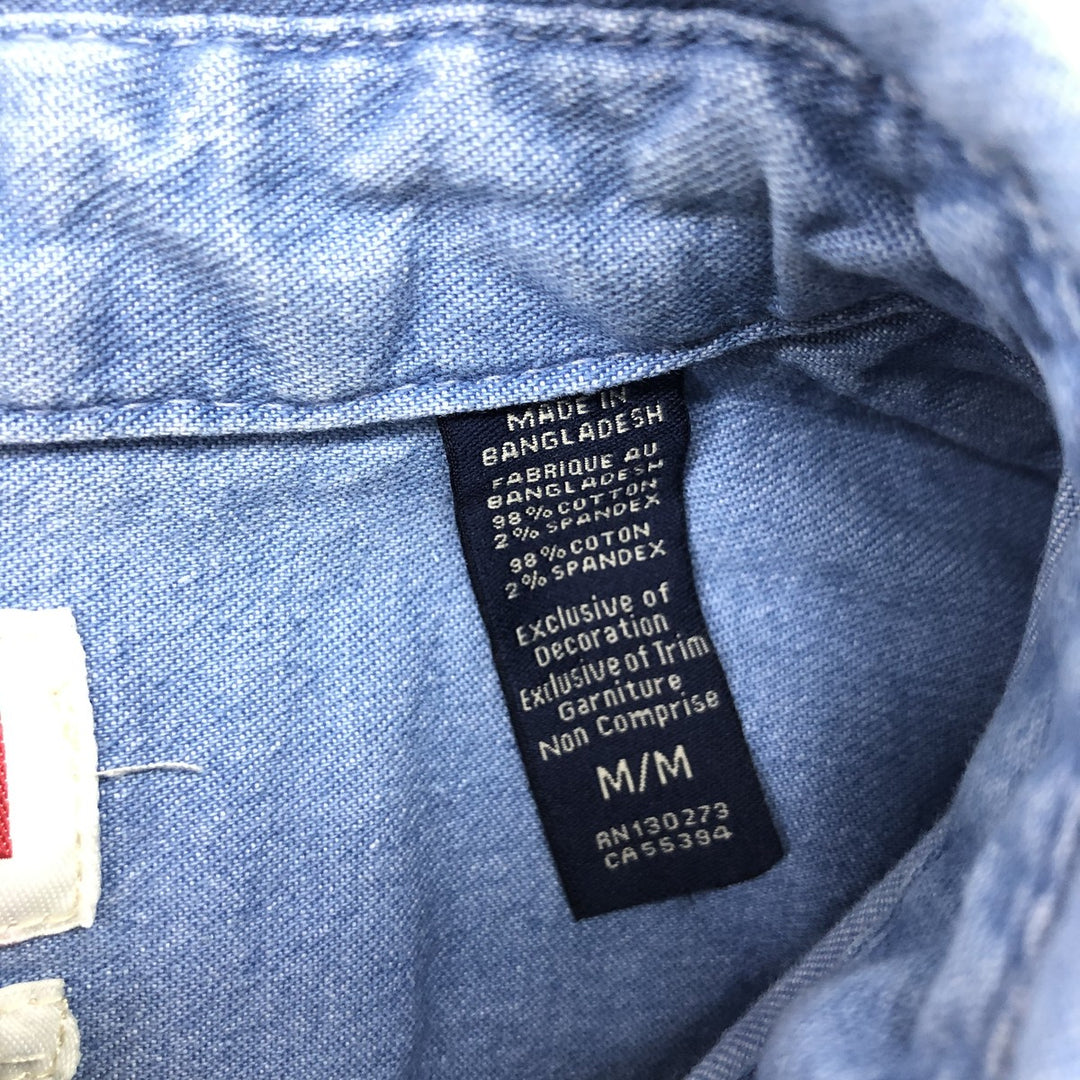 MADE IN
BANGLADESH
FABRIQUE AU
BANGLADESH
98% COTTON
2% SPANDEX
98% COTON
2% SPANDEX
Exclusive of
Decoration
Exclusive of Trim
Garniture
Non Comprise
M/M
RN130273
CA55394